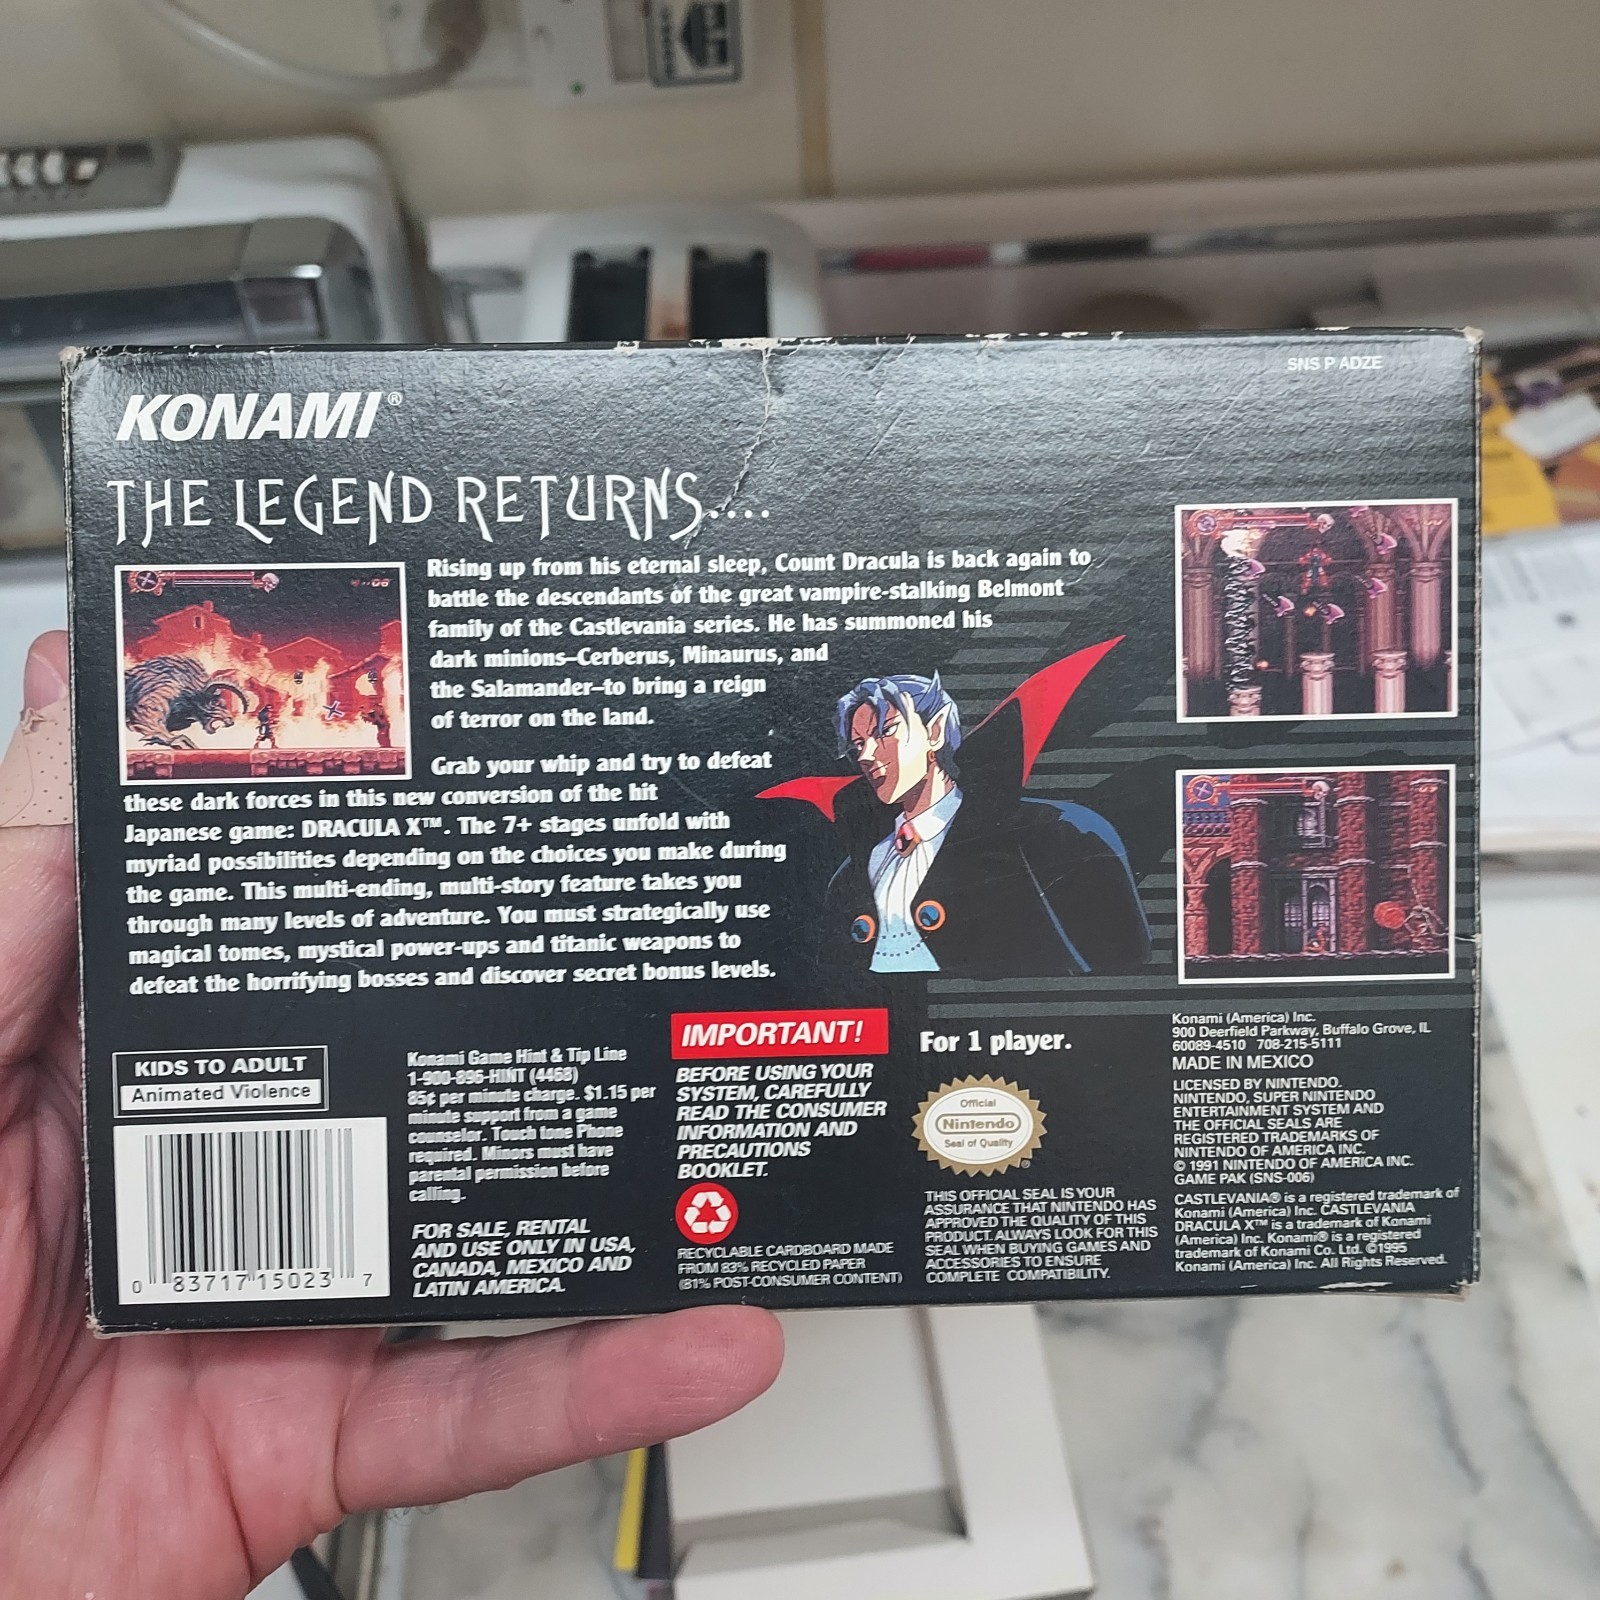 SNS P ADZE
KONAMI®
THE LEGEND RETURNS....
Rising up from his eternal sleep, Count Dracula is back again to
battle the descendants of the great vampire-stalking Belmont
family of the Castlevania series. He has summoned his
dark minions–Cerberus, Minaurus, and
the Salamander–to bring a reign
of terror on the land.
Grab your whip and try to defeat
these dark forces in this new conversion of the hit
Japanese game: DRACULA X™. The 7+ stages unfold with
myriad possibilities depending on the choices you make during
the game. This multi-ending, multi-story feature takes you
through many levels of adventure. You must strategically use
magical tomes, mystical power-ups and titanic weapons to
defeat the horrifying bosses and discover secret bonus levels.
KIDS TO ADULT
Animated Violence
0 83717 15023 7
Konami Game Hint & Tip Line
1-900-896-HINT (4468)
85¢ per minute charge. $1.15 per
minute support from a game
counselor. Touch tone Phone
required. Minors must have
parental permission before
calling.
FOR SALE, RENTAL
AND USE ONLY IN USA,
CANADA, MEXICO AND
LATIN AMERICA.
IMPORTANT!
BEFORE USING YOUR
SYSTEM, CAREFULLY
READ THE CONSUMER
INFORMATION AND
PRECAUTIONS
BOOKLET.
RECYCLABLE CARDBOARD MADE
FROM 83% RECYCLED PAPER
(81% POST-CONSUMER CONTENT)
For 1 player.
Official
Nintendo
Seal of Quality
®
THIS OFFICIAL SEAL IS YOUR
ASSURANCE THAT NINTENDO HAS
APPROVED THE QUALITY OF THIS
PRODUCT. ALWAYS LOOK FOR THIS
SEAL WHEN BUYING GAMES AND
ACCESSORIES TO ENSURE
COMPLETE COMPATIBILITY.
Konami (America) Inc.
900 Deerfield Parkway, Buffalo Grove, IL
60089-4510 708-215-5111
MADE IN MEXICO
LICENSED BY NINTENDO.
NINTENDO, SUPER NINTENDO
ENTERTAINMENT SYSTEM AND
THE OFFICIAL SEALS ARE
REGISTERED TRADEMARKS OF
NINTENDO OF AMERICA INC.
© 1991 NINTENDO OF AMERICA INC.
GAME PAK (SNS-006)
CASTLEVANIA® is a registered trademark of
Konami (America) Inc. CASTLEVANIA
DRACULA X™ is a trademark of Konami
(America) Inc. Konami® is a registered
trademark of Konami Co. Ltd. ©1995
Konami (America) Inc. All Rights Reserved.